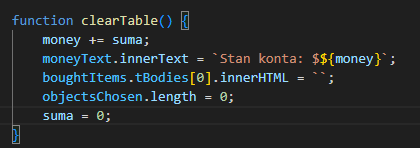 function clearTable() {
money += suma;
moneyText.innerText = `Stan konta: $${money}`;
boughtItems.tBodies[0].innerHTML = ``;
objectsChosen.length = 0;
suma = 0;
}